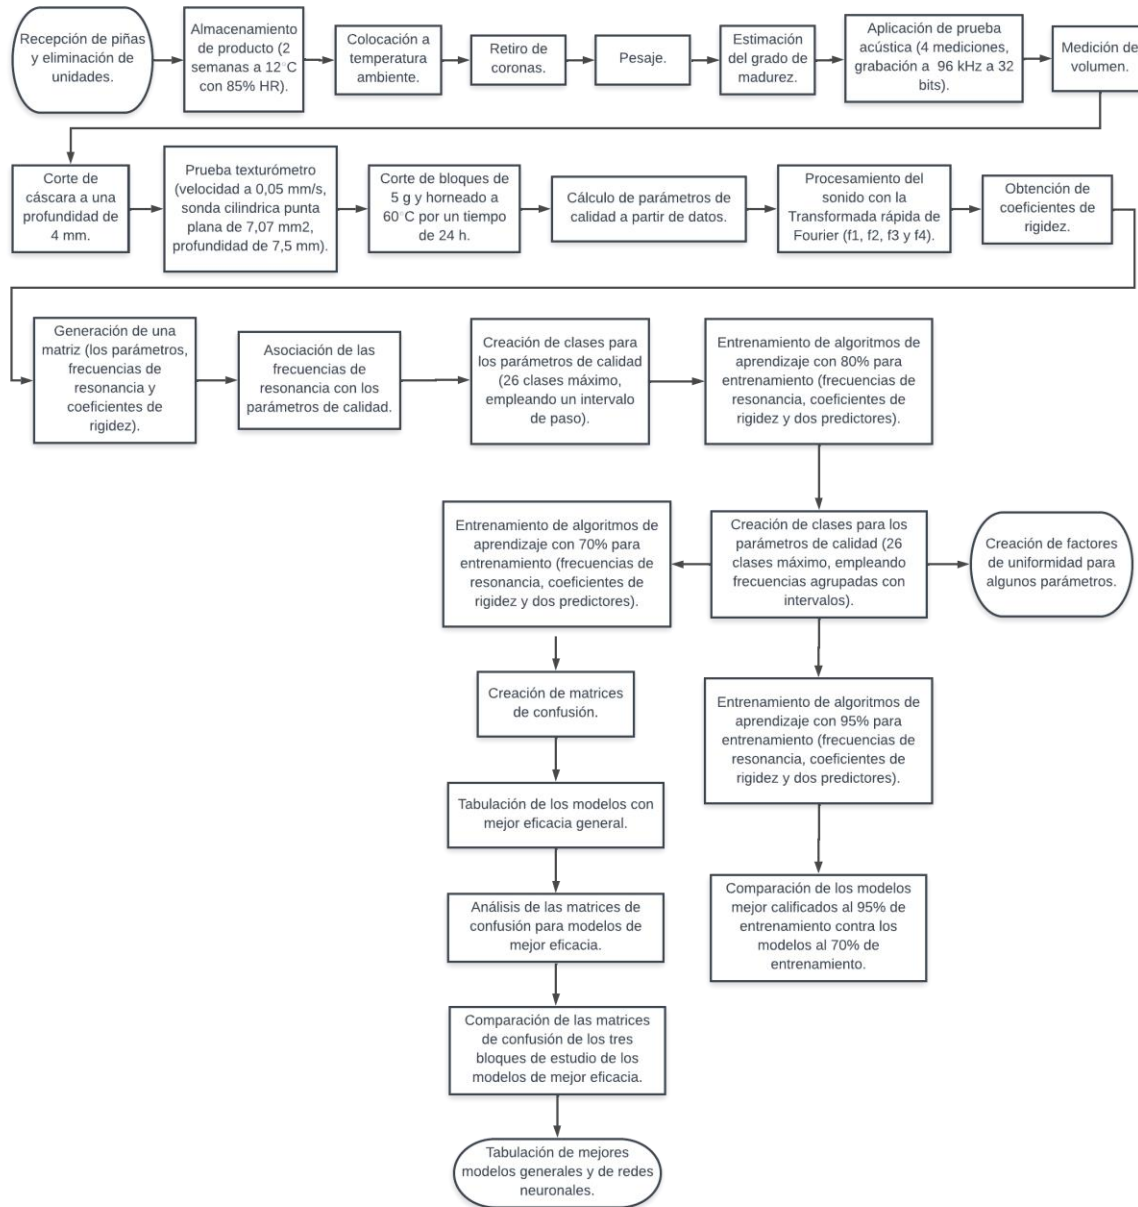 Recepción de piñas
y eliminación de
unidades.
Almacenamiento
de producto (2
semanas a 12°C
con 85% HR).
Colocación a
temperatura
ambiente.
Retiro de
coronas.
Pesaje.
Estimación
del grado de
madurez.
Aplicación de prueba
acústica (4 mediciones,
grabación a 96 kHz a 32
bits).
Medición de
volumen.
Corte de
cáscara a una
profundidad de
4 mm.
Prueba texturómetro
(velocidad a 0,05 mm/s,
sonda cilindrica punta
plana de 7,07 mm2,
profundidad de 7,5 mm).
Corte de bloques de
5 g y horneado a
60°C por un tiempo
de 24 h.
Cálculo de parámetros
de calidad a partir de
datos.
Procesamiento del
sonido con la
Transformada rápida de
Fourier (f1, f2, f3 y f4).
Obtención de
coeficientes de
rigidez.
Generación de una
matriz (los parámetros,
frecuencias de
resonancia y
coeficientes de
rigidez).
Asociación de las
frecuencias de
resonancia con los
parámetros de calidad.
Creación de clases para
los parámetros de calidad
(26 clases máximo,
empleando un intervalo
de paso).
Entrenamiento de algoritmos de
aprendizaje con 80% para
entrenamiento (frecuencias de
resonancia, coeficientes de
rigidez y dos predictores).
Entrenamiento de algoritmos de
aprendizaje con 70% para
entrenamiento (frecuencias de
resonancia, coeficientes de
rigidez y dos predictores).
Creación de clases para los
parámetros de calidad (26
clases máximo, empleando
frecuencias agrupadas con
intervalos).
Creación de factores
de uniformidad para
algunos parámetros.
Creación de matrices
de confusión.
Entrenamiento de algoritmos de
aprendizaje con 95% para
entrenamiento (frecuencias de
resonancia, coeficientes de
rigidez y dos predictores).
Tabulación de los modelos con
mejor eficacia general.
Comparación de los modelos
mejor calificados al 95% de
entrenamiento contra los
modelos al 70% de
entrenamiento.
Análisis de las matrices de
confusión para modelos de
mejor eficacia.
Comparación de las matrices
de confusión de los tres
bloques de estudio de los
modelos de mejor eficacia.
Tabulación de mejores
modelos generales y de redes
neuronales.